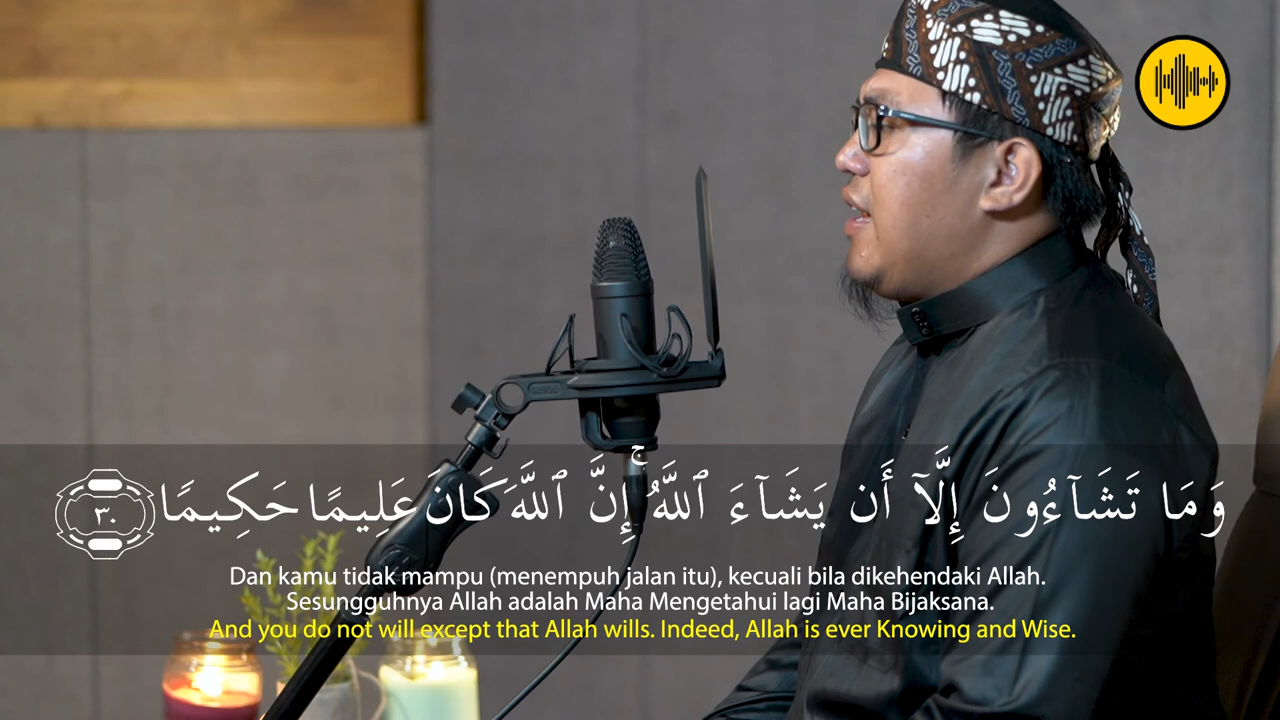 وَمَا تَشَآءُونَ إِلَّآ أَن يَشَآءَ ٱللَّهُ ۚ إِنَّ ٱللَّهَ كَانَ عَلِيمًا حَكِيمًا ٣٠
Dan kamu tidak mampu (menempuh jalan itu), kecuali bila dikehendaki Allah.
Sesungguhnya Allah adalah Maha Mengetahui lagi Maha Bijaksana.
And you do not will except that Allah wills. Indeed, Allah is ever Knowing and Wise.